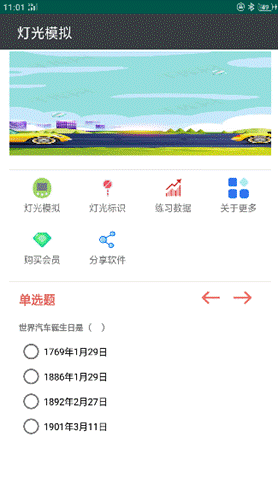 11:01
灯光模拟
灯光模拟 灯光标识 练习数据 关于更多
购买会员 分享软件
单选题
世界汽车诞生日是（ ）
1769年1月29日
1886年1月29日
1892年2月27日
1901年3月11日